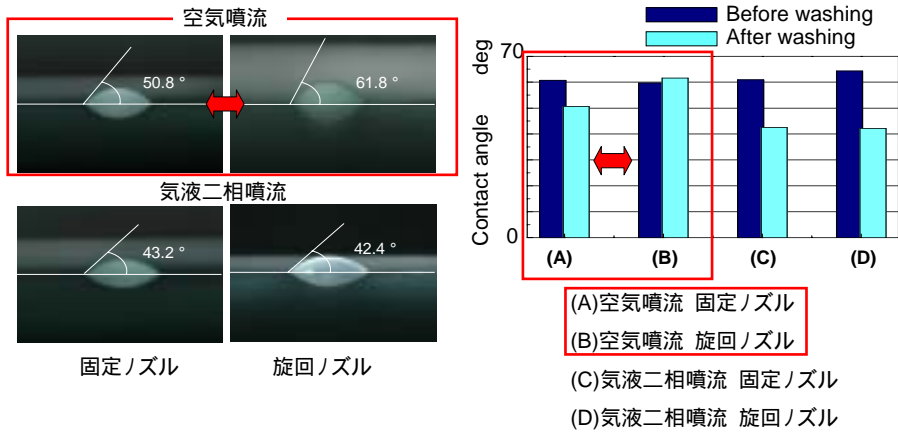 空気噴流
50.8 °
61.8 °
気液二相噴流
43.2 °
42.4 °
固定ノズル
旋回ノズル
Before washing
After washing
Contact angle deg
70
0
(A)
(B)
(C)
(D)
(A)空気噴流 固定ノズル
(B)空気噴流 旋回ノズル
(C)気液二相噴流 固定ノズル
(D)気液二相噴流 旋回ノズル